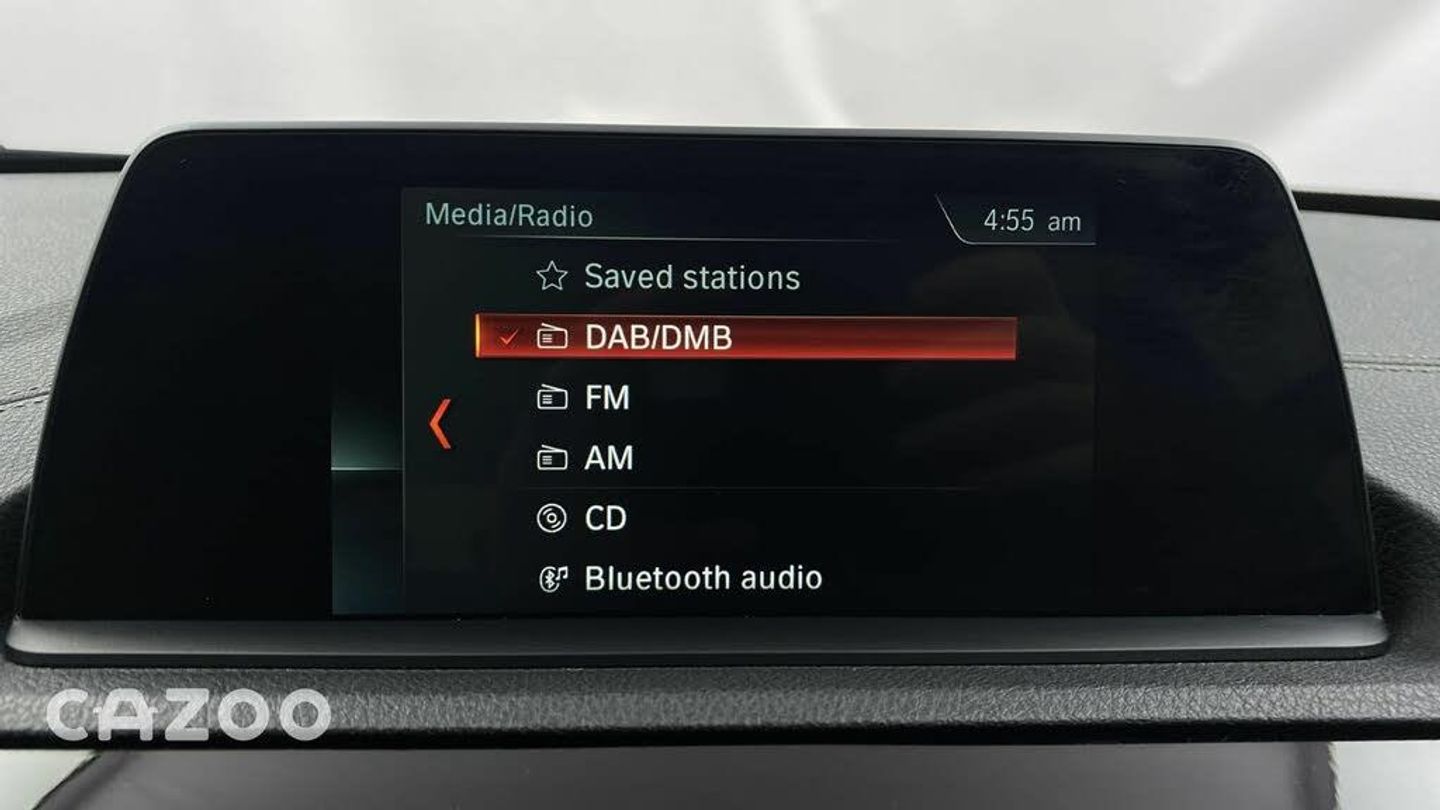 Media/Radio
4:55 am
Saved stations
DAB/DMB
FM
AM
CD
Bluetooth audio
CAZOO